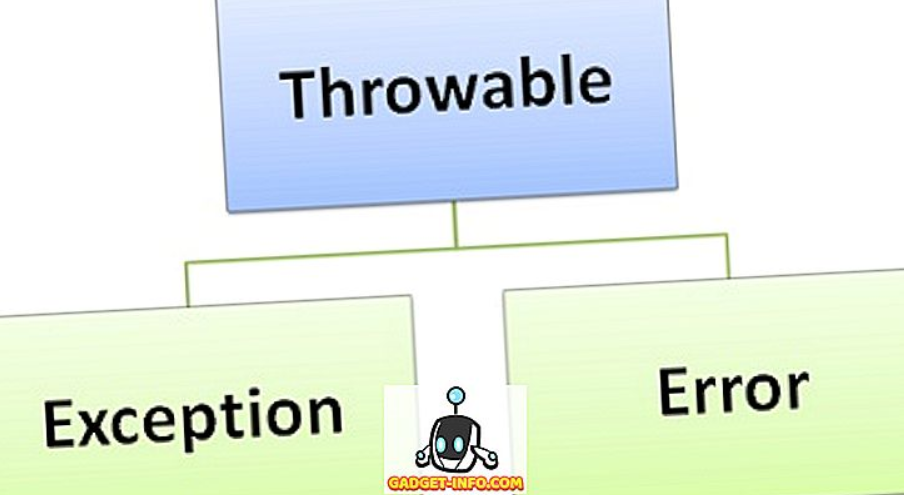 Throwable
Exception
Error
GADGET-INFO.COM